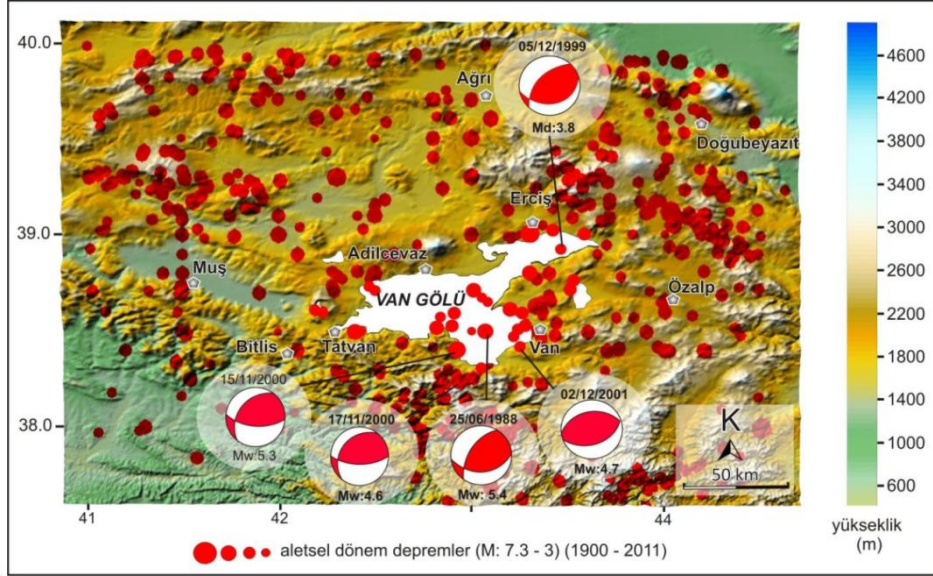 40.0
39.0
38.0
05/12/1999
Md:3.8
Ağrı
Doğubeyazıt
Erciş
Adilcevaz
Muş
VAN GÖLÜ
Özalp
Tatvan
Van
Bitlis
15/11/2000
Mw:5.3
17/11/2000
Mw:4.6
25/06/1988
Mw: 5.4
02/12/2001
Mw:4.7
K
50 km
41
42
44
4600
4200
3800
3400
3000
2600
2200
1800
1400
1000
600
yükseklik
(m)
aletsel dönem depremler (M: 7.3 - 3) (1900 - 2011)